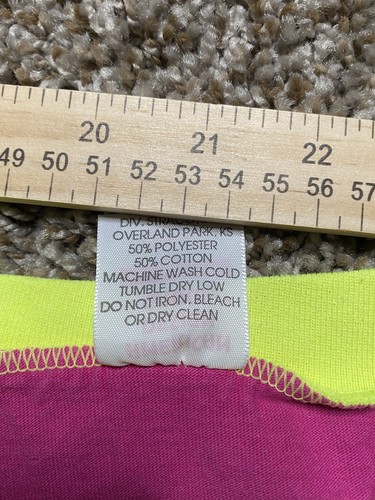 20 21 22
49 50 51 52 53 54 55 56 57
OVERLAND PARK, KS
50% POLYESTER
50% COTTON
MACHINE WASH COLD
TUMBLE DRY LOW
DO NOT IRON, BLEACH
OR DRY CLEAN